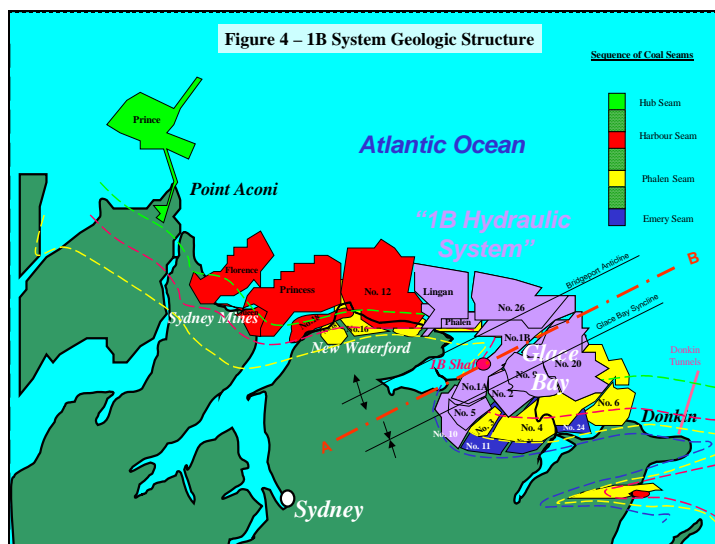 Figure 4 – 1B System Geologic Structure
Sequence of Coal Seams
Hub Seam
Harbour Seam
Phalen Seam
Emery Seam
Prince
Atlantic Ocean
Point Aconi
"1B Hydraulic
System"
Bridgeport Anticline
B
Glace Bay Syncline
Florence
Princess
No. 12
Lingan
No. 26
Sydney Mines
No. 16
Phalen
New Waterford
No.1B
Glace
Bay
1B Shaft
No. 9
No. 20
Donkin
Tunnels
No.1A
No. 2
No. 5
No. 6
No. 4
No. 24
Donkin
No. 10
No. 11
A
Sydney